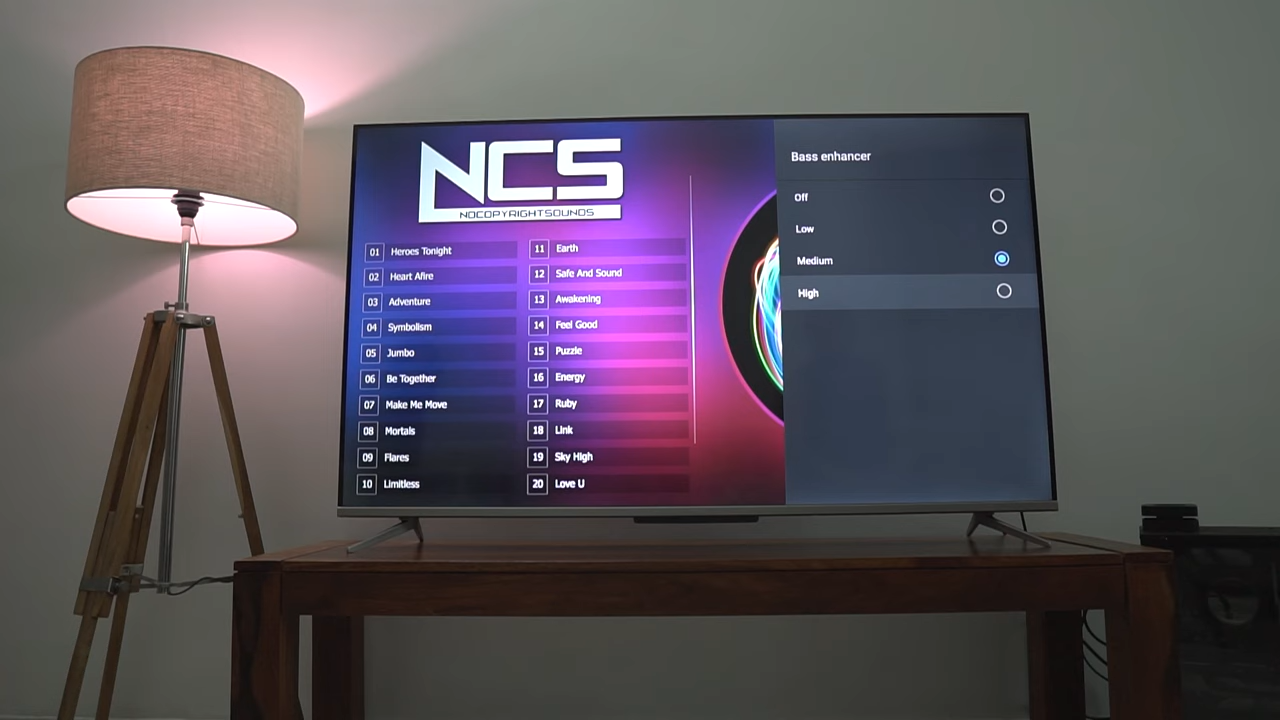 NCS
NOCOPYRIGHTSOUNDS
01 Heroes Tonight
02 Heart Afire
03 Adventure
04 Symbolism
05 Jumbo
06 Be Together
07 Make Me Move
08 Mortals
09 Flares
10 Limitless
11 Earth
12 Safe And Sound
13 Awakening
14 Feel Good
15 Puzzle
16 Energy
17 Ruby
18 Link
19 Sky High
20 Love U
Bass enhancer
Off
Low
Medium
High